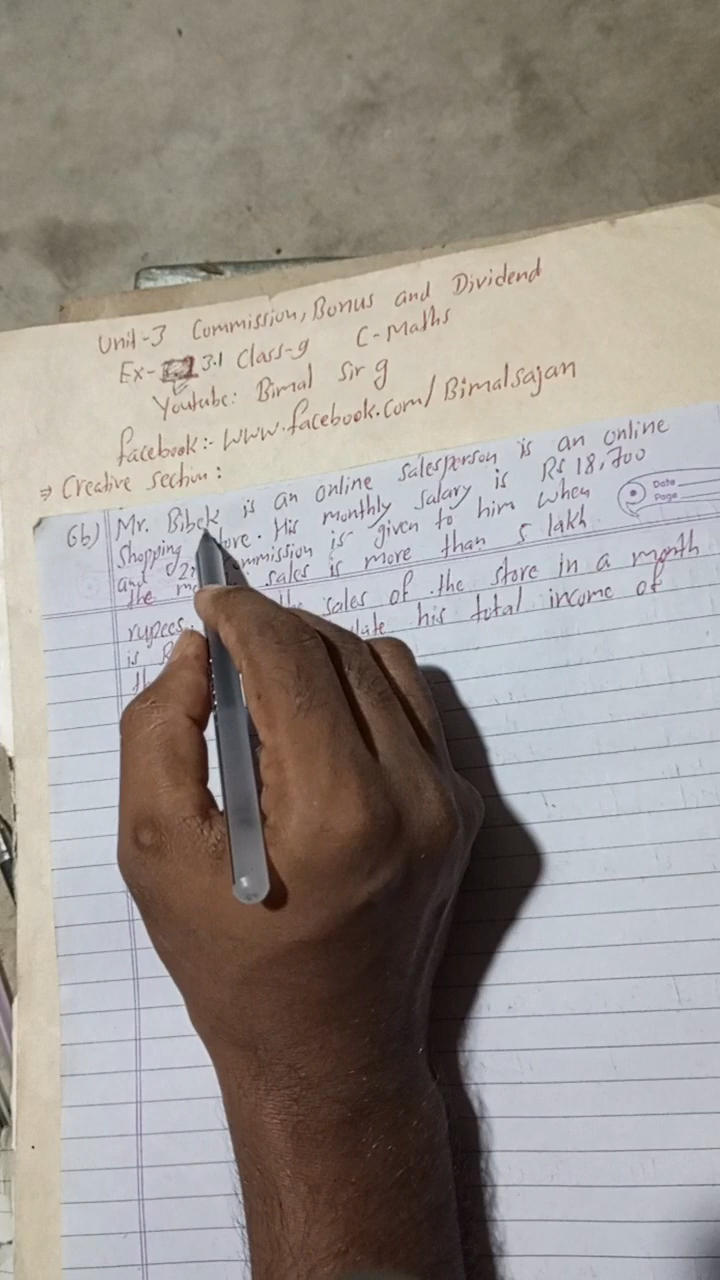 Unit-3 Commission, Bonus and Dividend
Ex- 3.1 Class-9 C-Maths
Youtube: Bimal Sir g
facebook:- www.facebook.com/Bimalsajan
⇒ Creative section:
6b) Mr. Bibek is an online salesperson is an online
shopping store. His monthly salary is Rs 18,700
and 2% commission is given to him when
the sales is more than 5 lakh
rupees. the sales of the store in a month
is his total income of
Date
Page